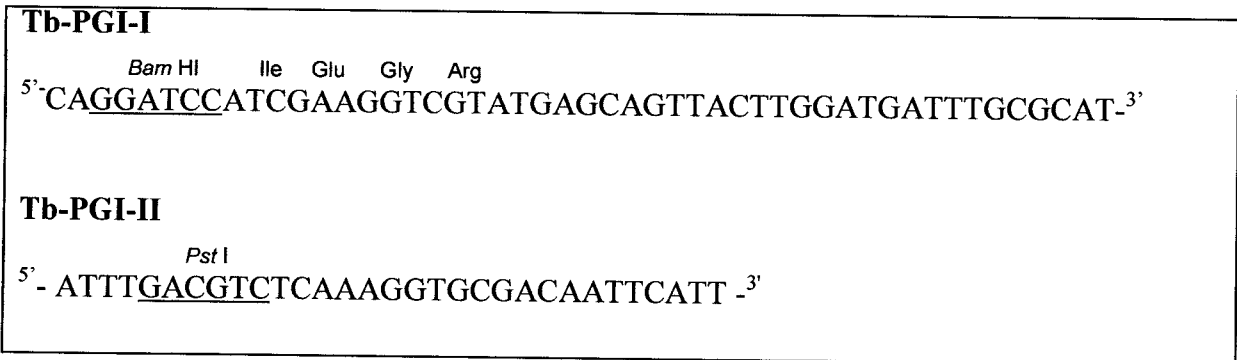 Tb-PGI-I
Bam HI Ile Glu Gly Arg
5'-CAGGATCCATCGAAGGTCGTATGAGCAGTTACTTGGATGATTTGCGCAT-3'
Tb-PGI-II
Pst I
5'- ATTTGACGTCTCAAAGGTGCGACAATTCATT -3'